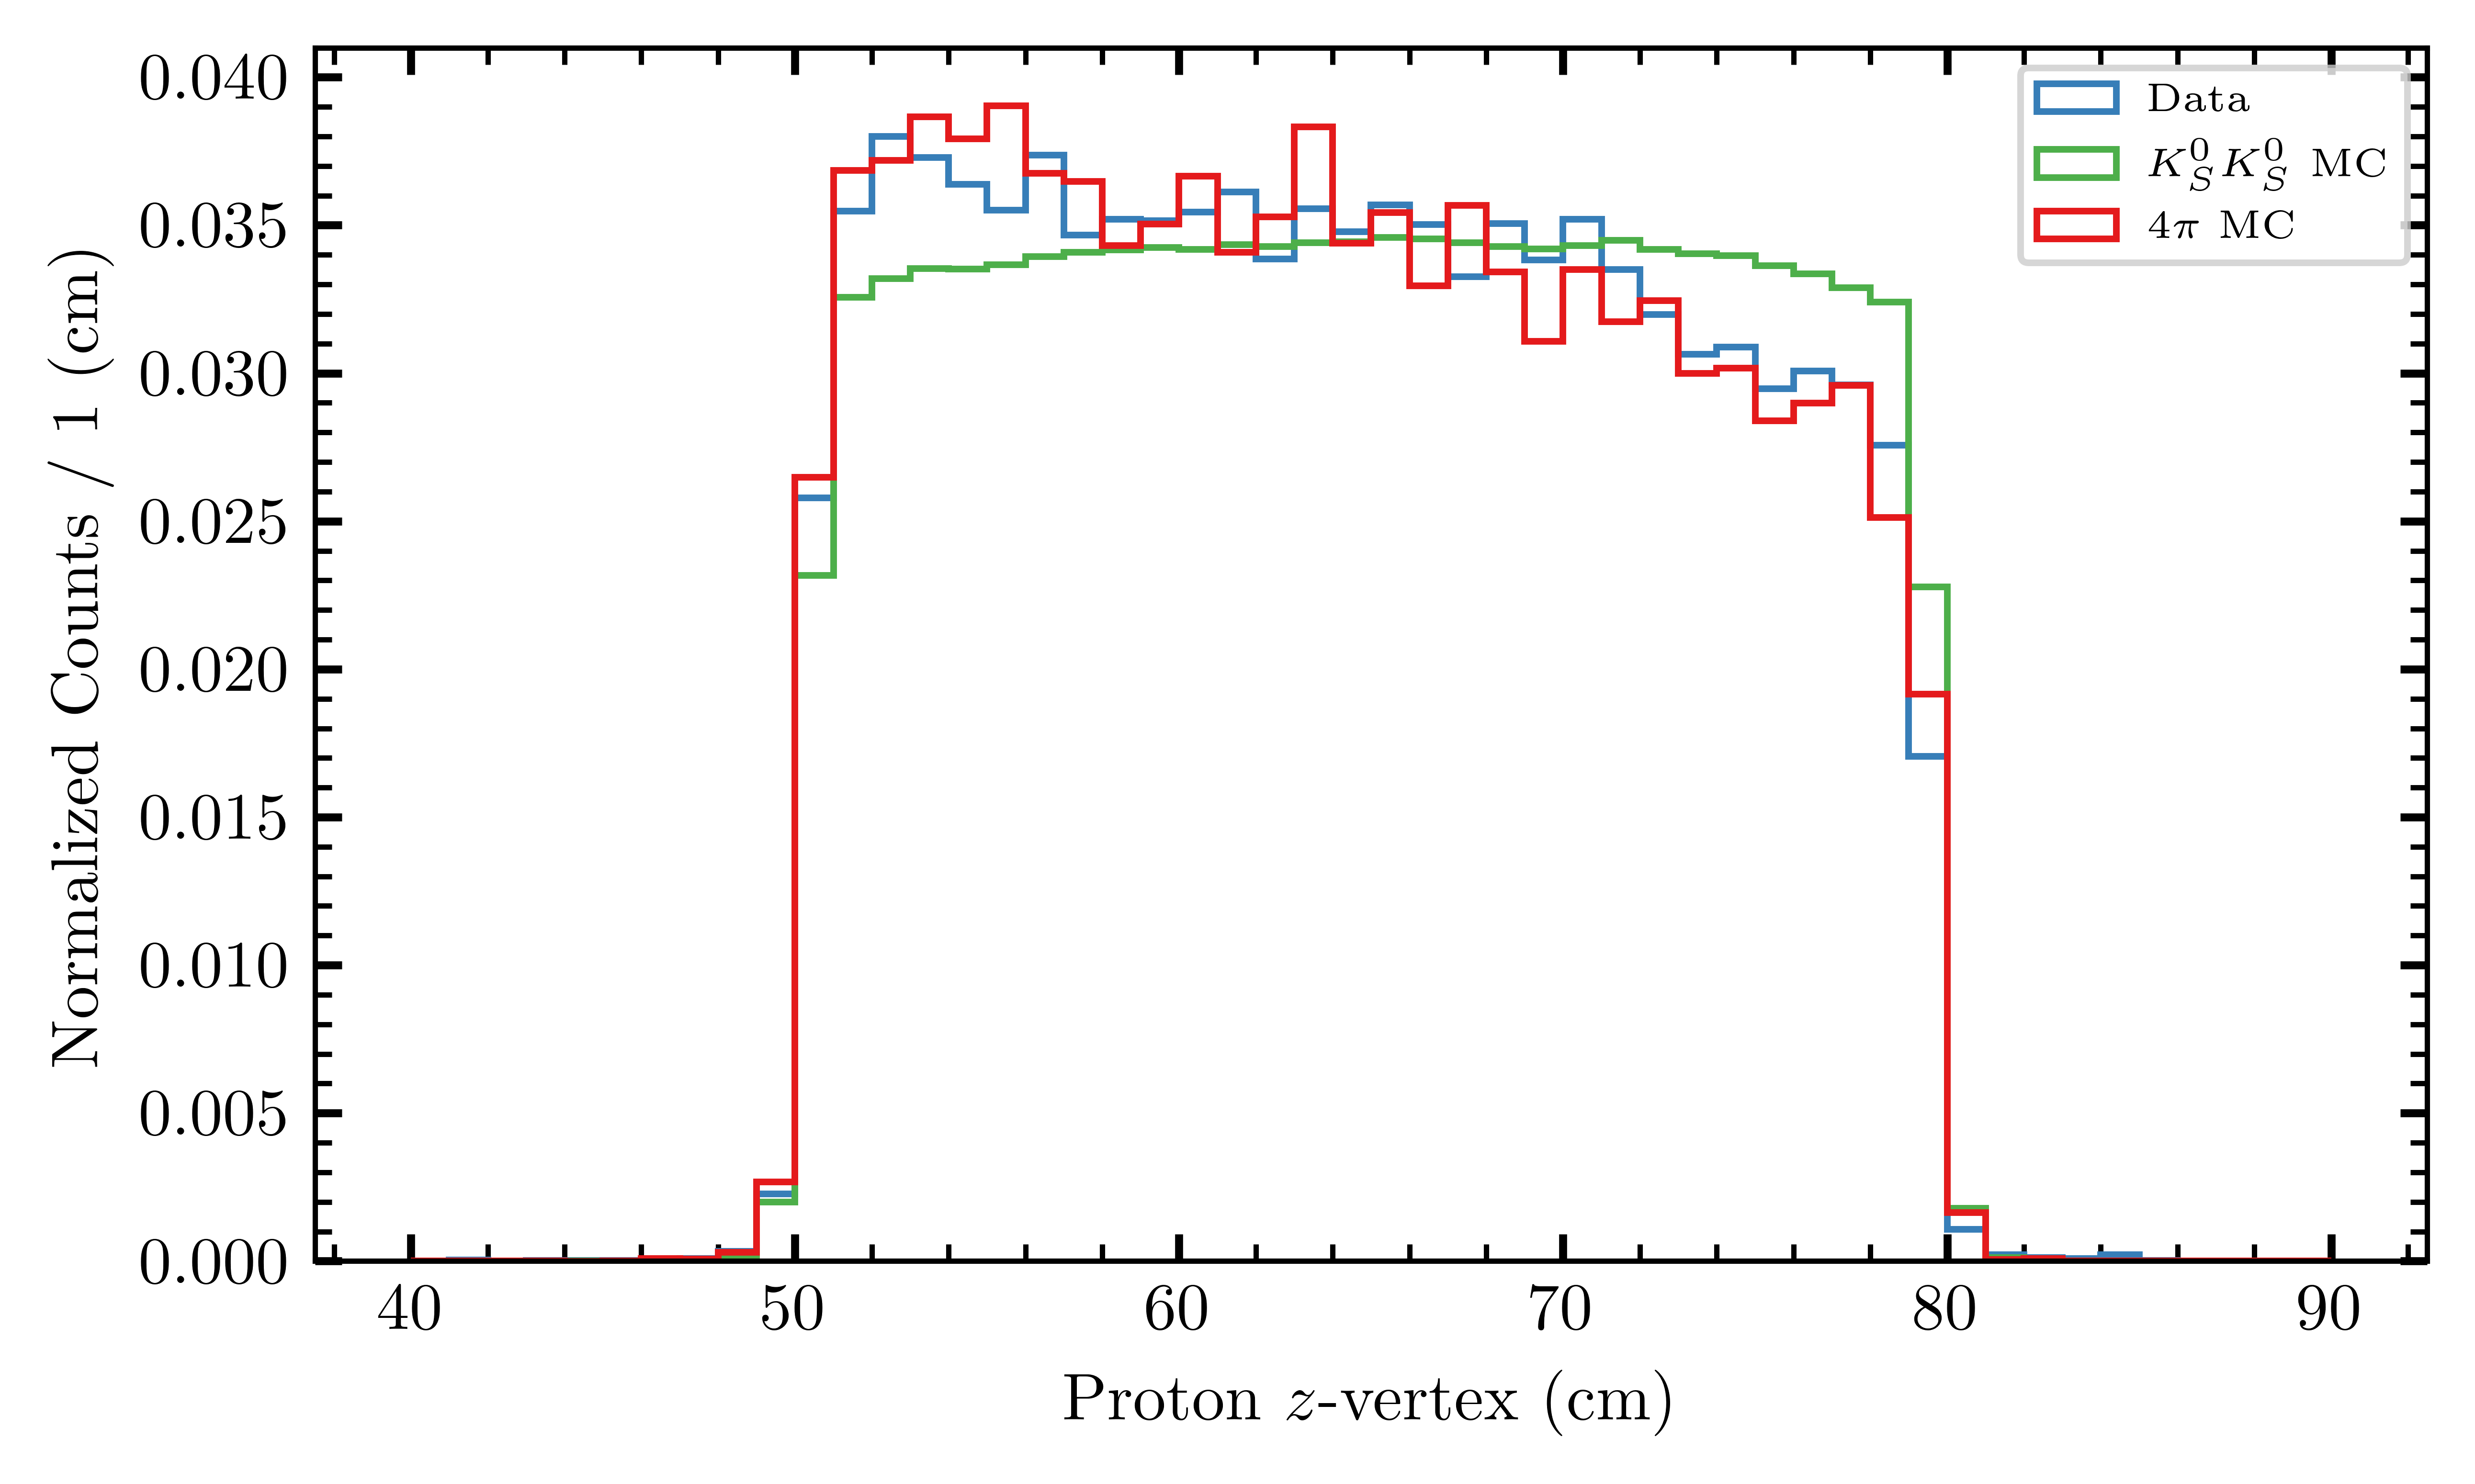 0.040
0.035
0.030
0.025
0.020
0.015
0.010
0.005
0.000
Normalized Counts / 1 (cm)
40 50 60 70 80 90
Proton z-vertex (cm)
Data
K_S^0 K_S^0 MC
4π MC